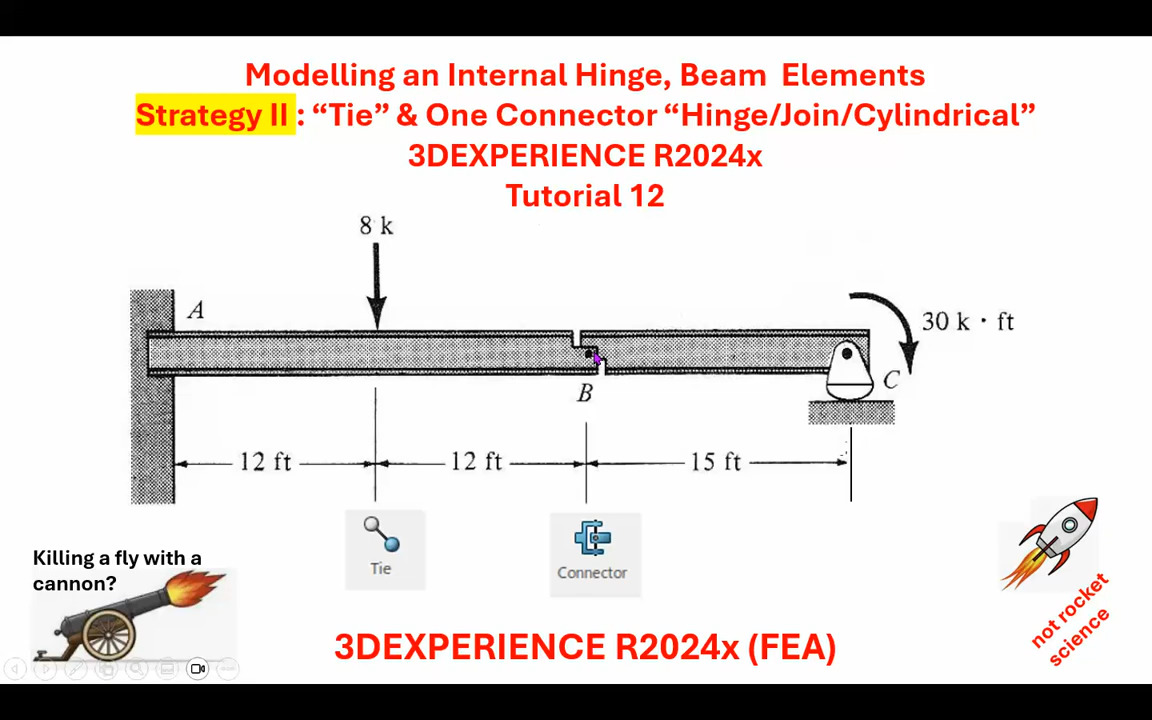 Modelling an Internal Hinge, Beam Elements
Strategy II : “Tie” & One Connector “Hinge/Join/Cylindrical”
3DEXPERIENCE R2024x
Tutorial 12
8 k
A
30 k · ft
B
C
12 ft
12 ft
15 ft
Tie
Connector
Killing a fly with a
cannon?
not rocket
science
3DEXPERIENCE R2024x (FEA)